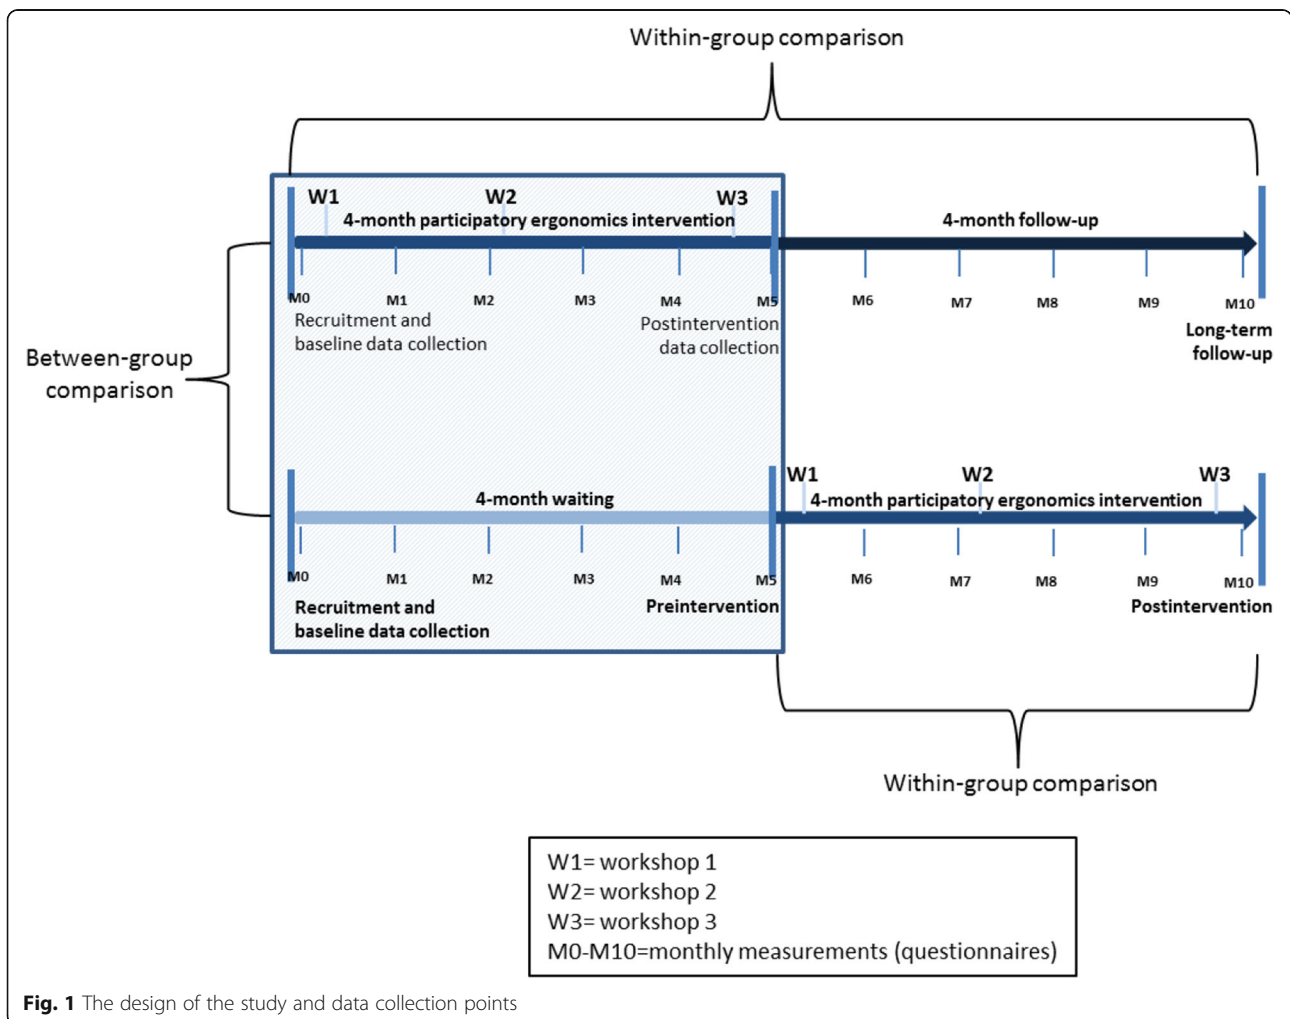 Within-group comparison
W1 W2 W3
4-month participatory ergonomics intervention
4-month follow-up
M0 M1 M2 M3 M4 M5 M6 M7 M8 M9 M10
Recruitment and
baseline data collection
Postintervention
data collection
Long-term
follow-up
Between-group
comparison
W1 W2 W3
4-month waiting
4-month participatory ergonomics intervention
M0 M1 M2 M3 M4 M5 M6 M7 M8 M9 M10
Recruitment and
baseline data collection
Preintervention
Postintervention
Within-group comparison
W1= workshop 1
W2= workshop 2
W3= workshop 3
M0-M10=monthly measurements (questionnaires)
Fig. 1 The design of the study and data collection points